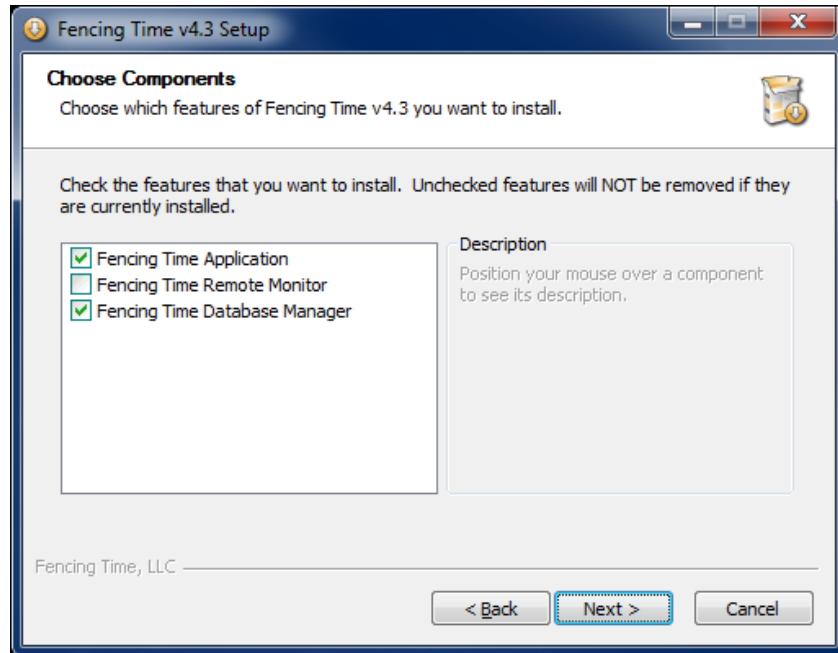 Fencing Time v4.3 Setup
Choose Components
Choose which features of Fencing Time v4.3 you want to install.
Check the features that you want to install.  Unchecked features will NOT be removed if they
are currently installed.
Fencing Time Application
Fencing Time Remote Monitor
Fencing Time Database Manager
Description
Position your mouse over a component
to see its description.
Fencing Time, LLC
< Back
Next >
Cancel